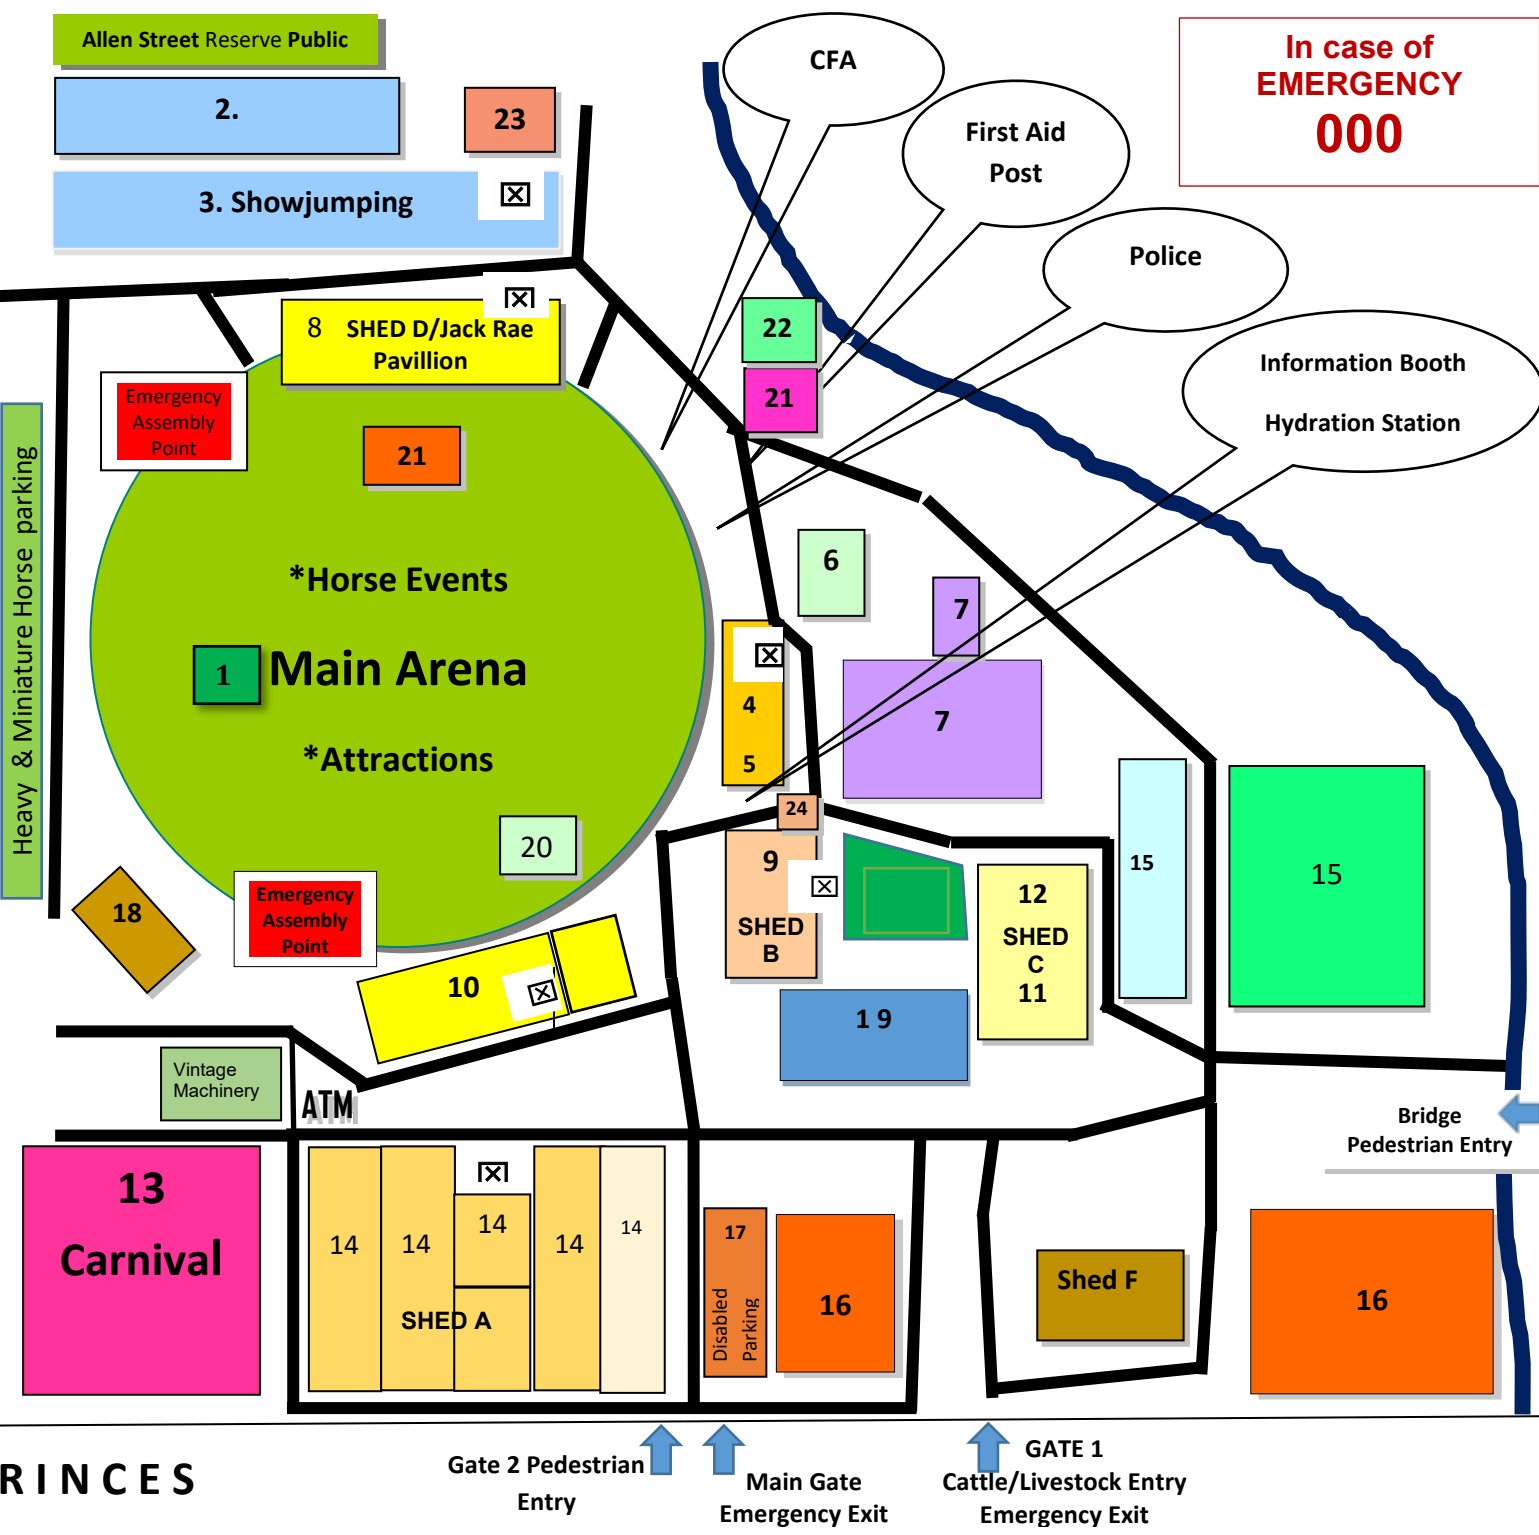 Allen Street Reserve Public
2.
23
3. Showjumping
CFA
First Aid
Post
Police
Information Booth
Hydration Station
In case of
EMERGENCY
000
8 SHED D/Jack Rae
Pavillion
22
21
Emergency
Assembly
Point
21
Heavy & Miniature Horse parking
*Horse Events
1
Main Arena
*Attractions
6
7
7
4
5
24
20
9
SHED
B
12
SHED
C
11
15
15
18
Emergency
Assembly
Point
10
1 9
Vintage
Machinery
ATM
Bridge
Pedestrian Entry
13
Carnival
14
14
14
14
14
SHED A
17
Disabled
Parking
16
Shed F
16
Gate 2 Pedestrian
Entry
Main Gate
Emergency Exit
GATE 1
Cattle/Livestock Entry
Emergency Exit
R I N C E S